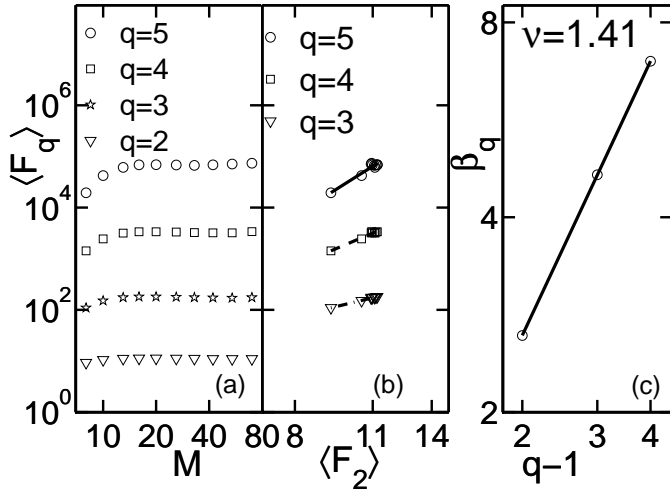 ⟨F_q⟩
10^6
10^4
10^2
10^0
q=5
q=4
q=3
q=2
(a)
10 20 40 80
M
q=5
q=4
q=3
(b)
8 11 14
⟨F_2⟩
ν=1.41
β_q
8
4
2
(c)
2 3 4
q-1